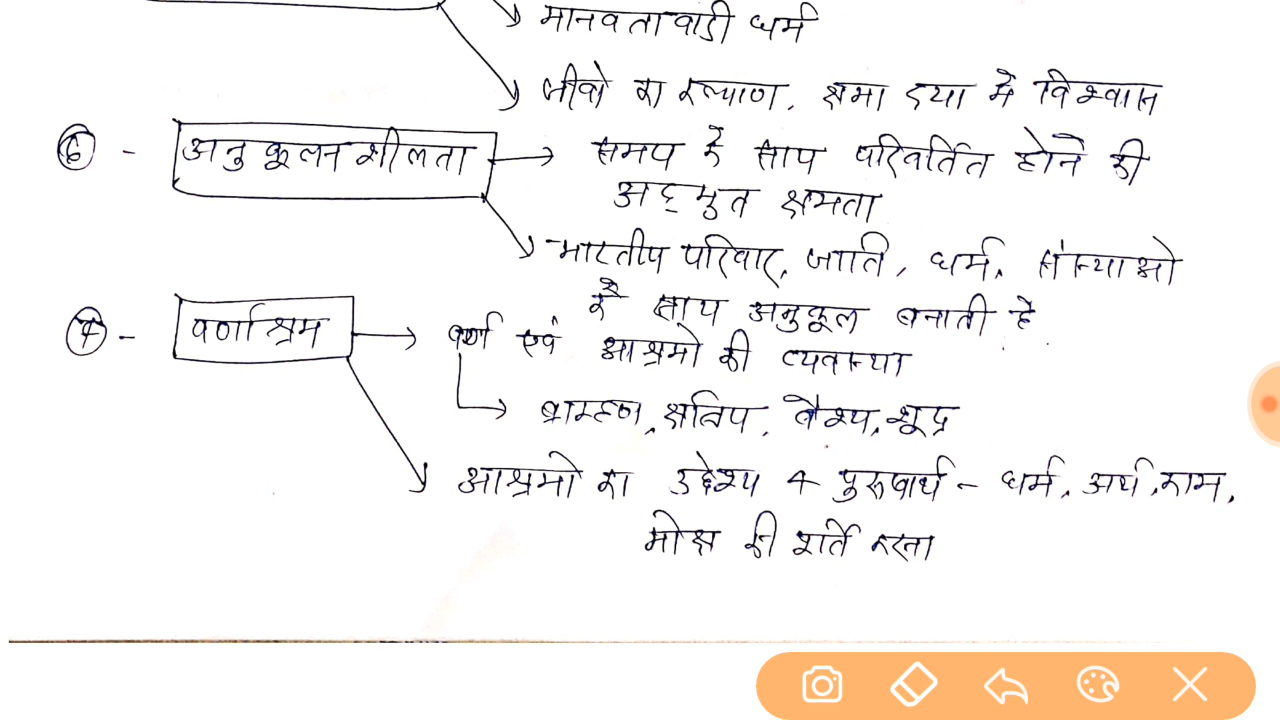 मानवतावादी धर्म
जीवो का कल्याण, क्षमा दया में विश्वास
⑥ - अनुकूलनशीलता → समय के साथ परिवर्तित होने की
अद्भुत क्षमता
भारतीय परिवार, जाति, धर्म, संस्थाओ
के साथ अनुकूल बनाती है
⑦ - वर्णाश्रम → वर्ण एवं आश्रमो की व्यवस्था
→ ब्राम्हण, क्षत्रिय, वैश्य, शूद्र
आश्रमो का उद्देश्य 4 पुरुषार्थ - धर्म, अर्थ, काम,
मोक्ष की शर्ते करता